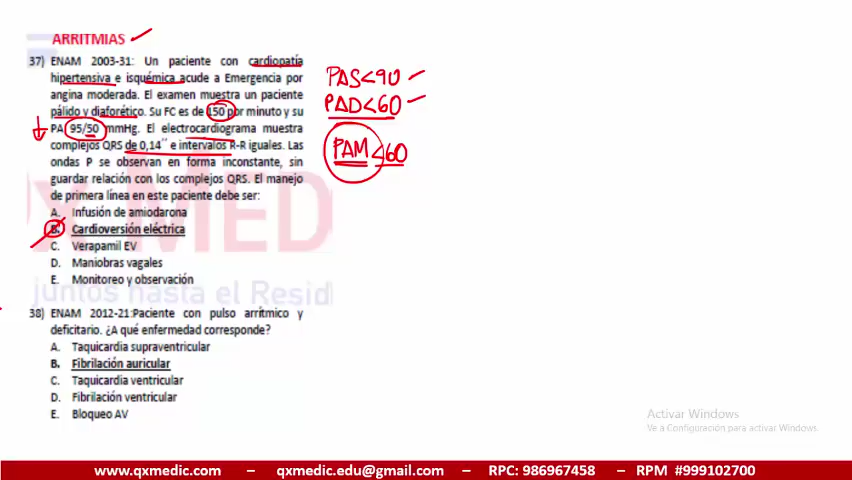 ARRITMIAS
37) ENAM 2003-31: Un paciente con cardiopatía
hipertensiva e isquémica acude a Emergencia por
angina moderada. El examen muestra un paciente
pálido y diaforético. Su FC es de 150 por minuto y su
PA 95/50 mmHg. El electrocardiograma muestra
complejos QRS de 0,14´´ e intervalos R-R iguales. Las
ondas P se observan en forma inconstante, sin
guardar relación con los complejos QRS. El manejo
de primera línea en este paciente debe ser:
A. Infusión de amiodarona
B. Cardioversión eléctrica
C. Verapamil EV
D. Maniobras vagales
E. Monitoreo y observación
PAS<90
PAD<60
PAM<60
QX MED
juntos hasta el Resid
38) ENAM 2012-21:Paciente con pulso arrítmico y
deficitario. ¿A qué enfermedad corresponde?
A. Taquicardia supraventricular
B. Fibrilación auricular
C. Taquicardia ventricular
D. Fibrilación ventricular
E. Bloqueo AV
Activar Windows
Ve a Configuración para activar Windows.
www.qxmedic.com – qxmedic.edu@gmail.com – RPC: 986967458 – RPM #999102700